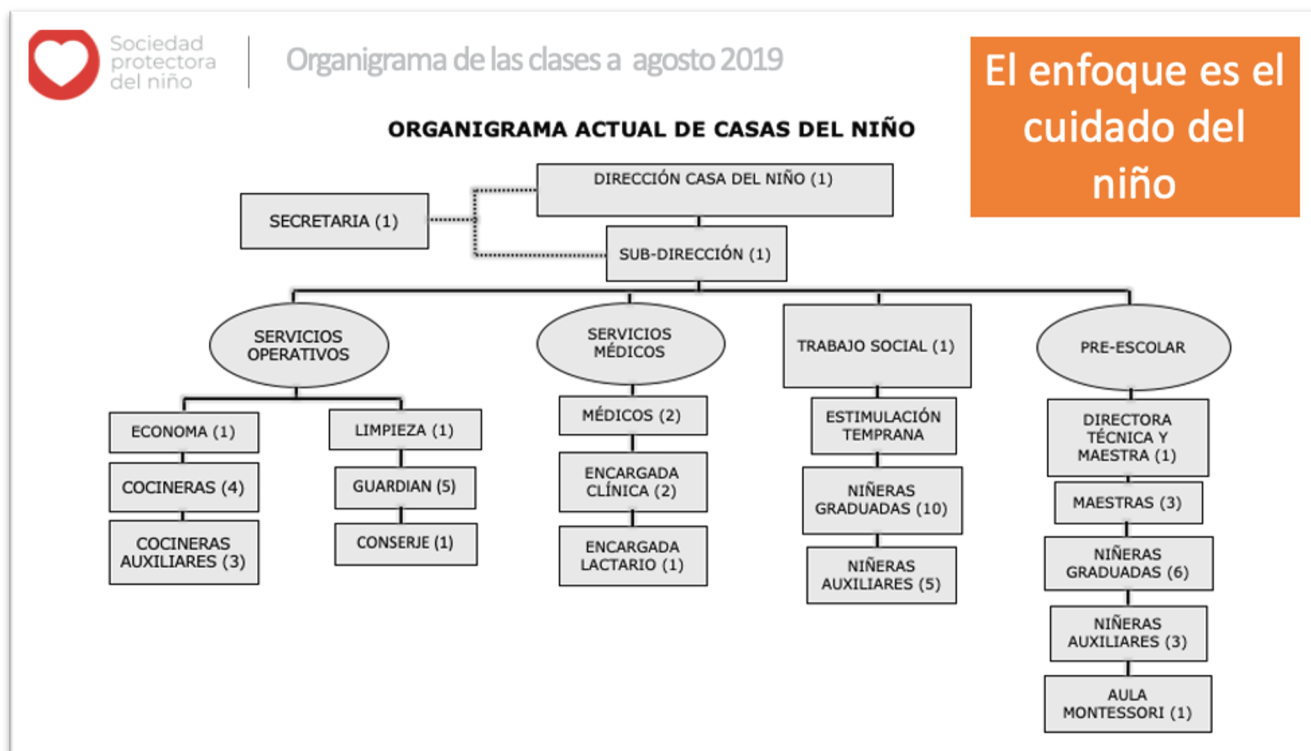 Sociedad
protectora
del niño
Organigrama de las clases a agosto 2019
El enfoque es el
cuidado del
niño
ORGANIGRAMA ACTUAL DE CASAS DEL NIÑO
DIRECCIÓN CASA DEL NIÑO (1)
SECRETARIA (1)
SUB-DIRECCIÓN (1)
SERVICIOS
OPERATIVOS
SERVICIOS
MÉDICOS
TRABAJO SOCIAL (1)
PRE-ESCOLAR
ECONOMA (1)
COCINERAS (4)
COCINERAS
AUXILIARES (3)
LIMPIEZA (1)
GUARDIAN (5)
CONSERJE (1)
MÉDICOS (2)
ENCARGADA
CLÍNICA (2)
ENCARGADA
LACTARIO (1)
ESTIMULACIÓN
TEMPRANA
NIÑERAS
GRADUADAS (10)
NIÑERAS
AUXILIARES (5)
DIRECTORA
TÉCNICA Y
MAESTRA (1)
MAESTRAS (3)
NIÑERAS
GRADUADAS (6)
NIÑERAS
AUXILIARES (3)
AULA
MONTESSORI (1)